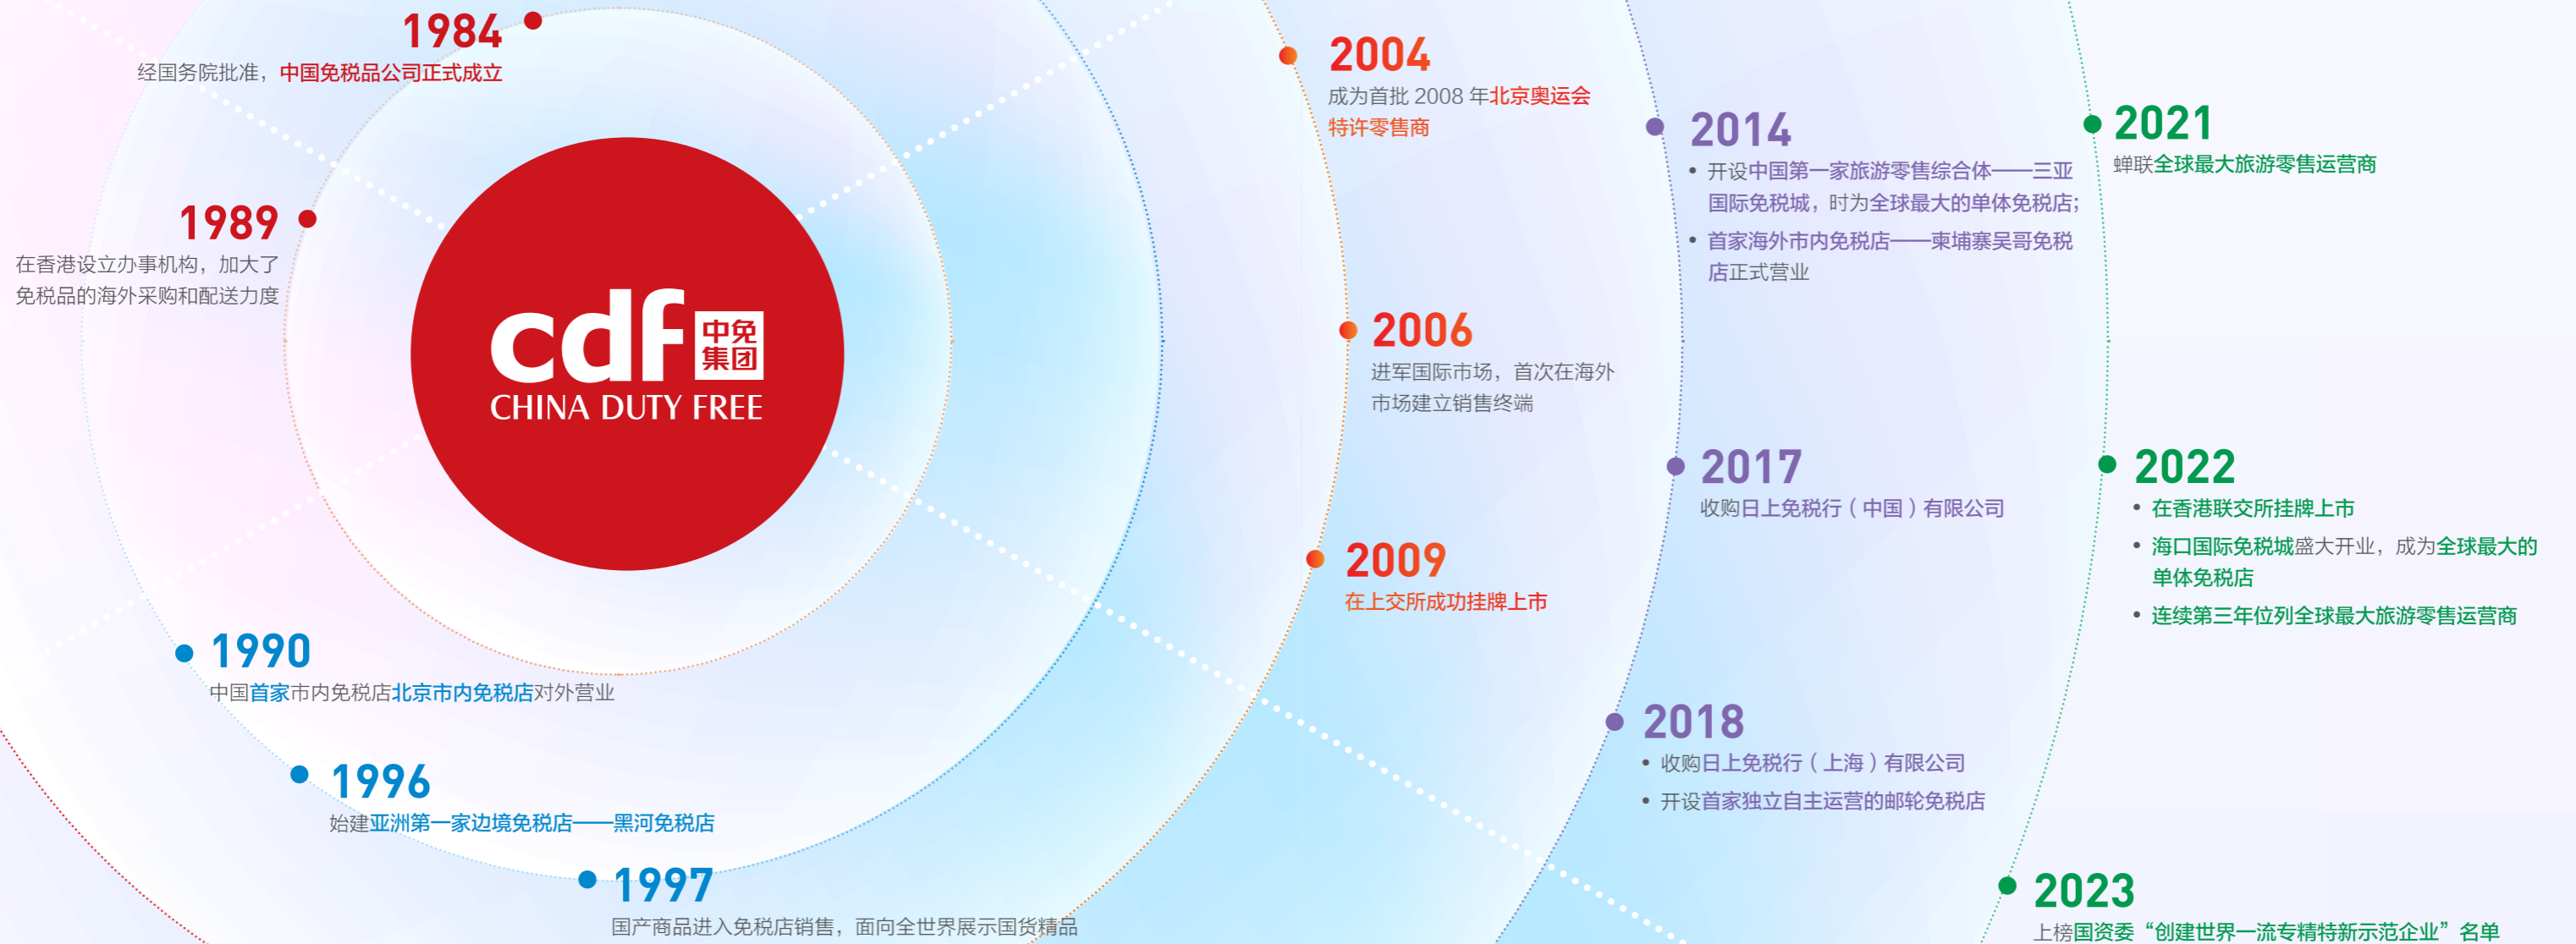 1984
经国务院批准，中国免税品公司正式成立
1989
在香港设立办事机构，加大了
免税品的海外采购和配送力度
cdf 中免
集团
CHINA DUTY FREE
1990
中国首家市内免税店北京市内免税店对外营业
1996
始建亚洲第一家边境免税店——黑河免税店
1997
国产商品进入免税店销售，面向全世界展示国货精品
2004
成为首批 2008 年北京奥运会
特许零售商
2006
进军国际市场，首次在海外
市场建立销售终端
2009
在上交所成功挂牌上市
2014
• 开设中国第一家旅游零售综合体——三亚
国际免税城，时为全球最大的单体免税店;
• 首家海外市内免税店——柬埔寨吴哥免税
店正式营业
2017
收购日上免税行（中国）有限公司
2018
• 收购日上免税行（上海）有限公司
• 开设首家独立自主运营的邮轮免税店
2021
蝉联全球最大旅游零售运营商
2022
• 在香港联交所挂牌上市
• 海口国际免税城盛大开业，成为全球最大的
单体免税店
• 连续第三年位列全球最大旅游零售运营商
2023
上榜国资委“创建世界一流专精特新示范企业”名单